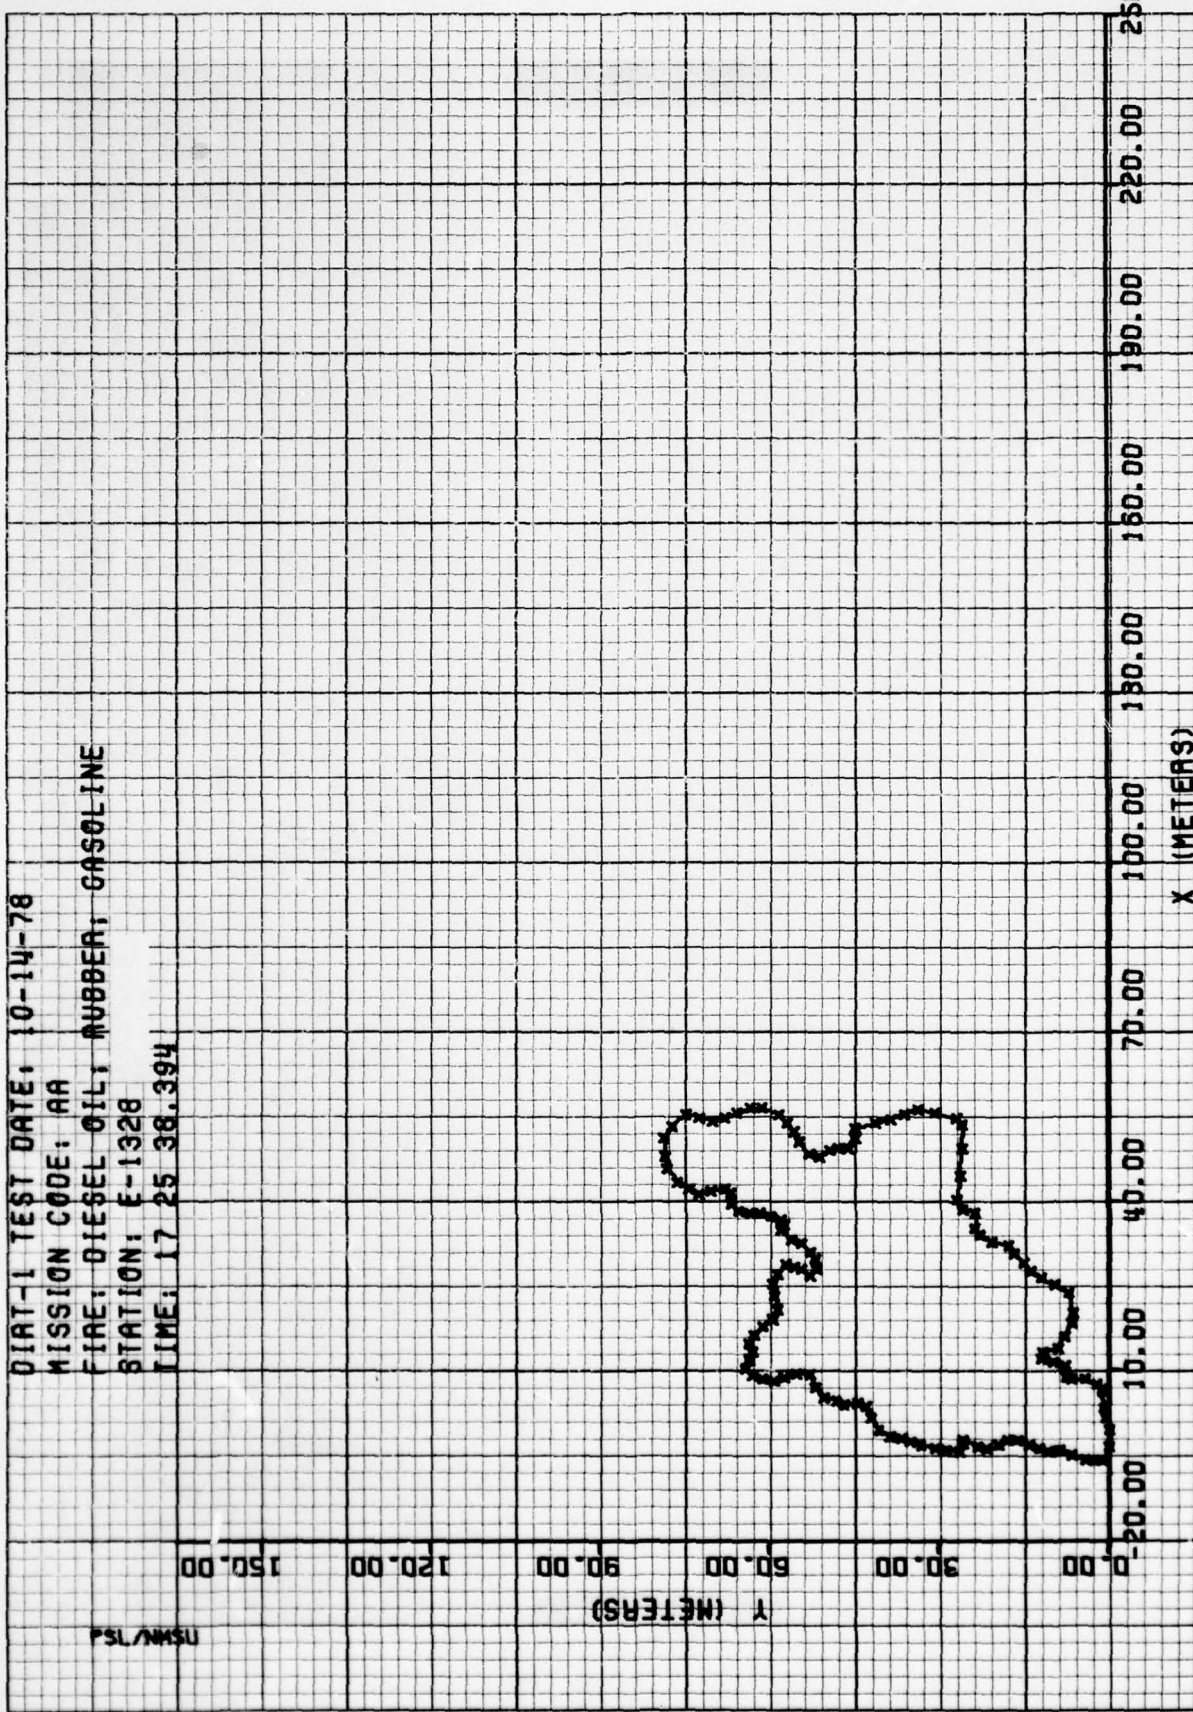 DIRT-1 TEST DATE: 10-14-78
MISSION CODE: AA
FIRE: DIESEL OIL; RUBBER; GASOLINE
STATION: E-1328
TIME: 17 25 38.394
PSL/NMSU
150.00
120.00
90.00
60.00
30.00
0.00
Y (METERS)
-20.00 10.00 40.00 70.00 100.00 130.00 160.00 190.00 220.00
X (METERS)